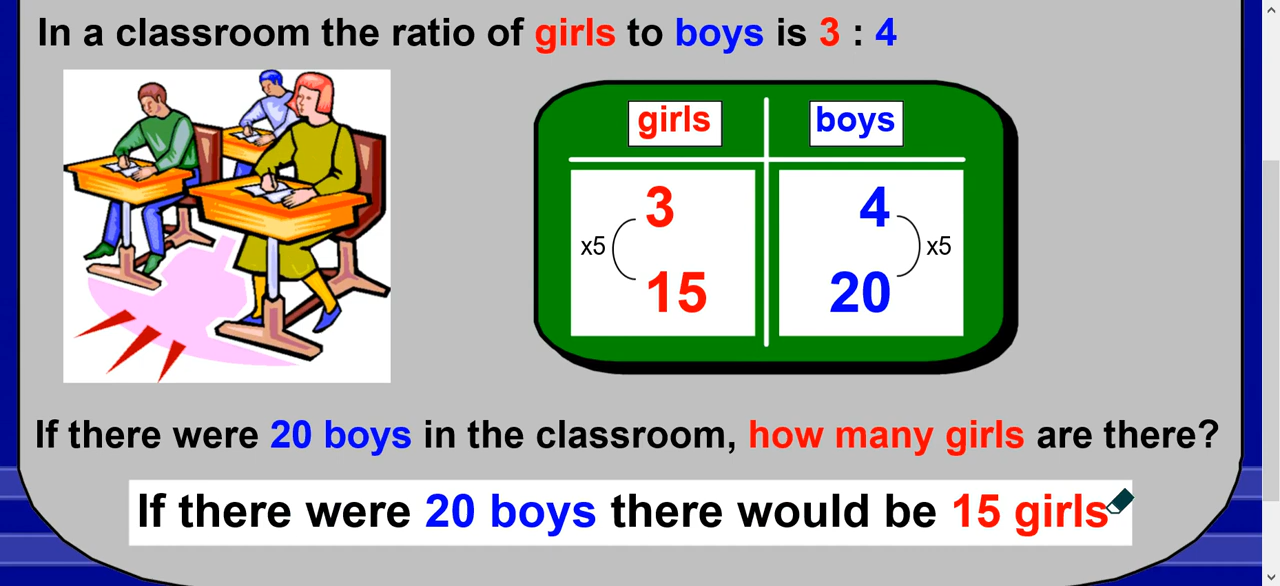 In a classroom the ratio of girls to boys is 3 : 4
girls boys
3 4
x5 x5
15 20
If there were 20 boys in the classroom, how many girls are there?
If there were 20 boys there would be 15 girls